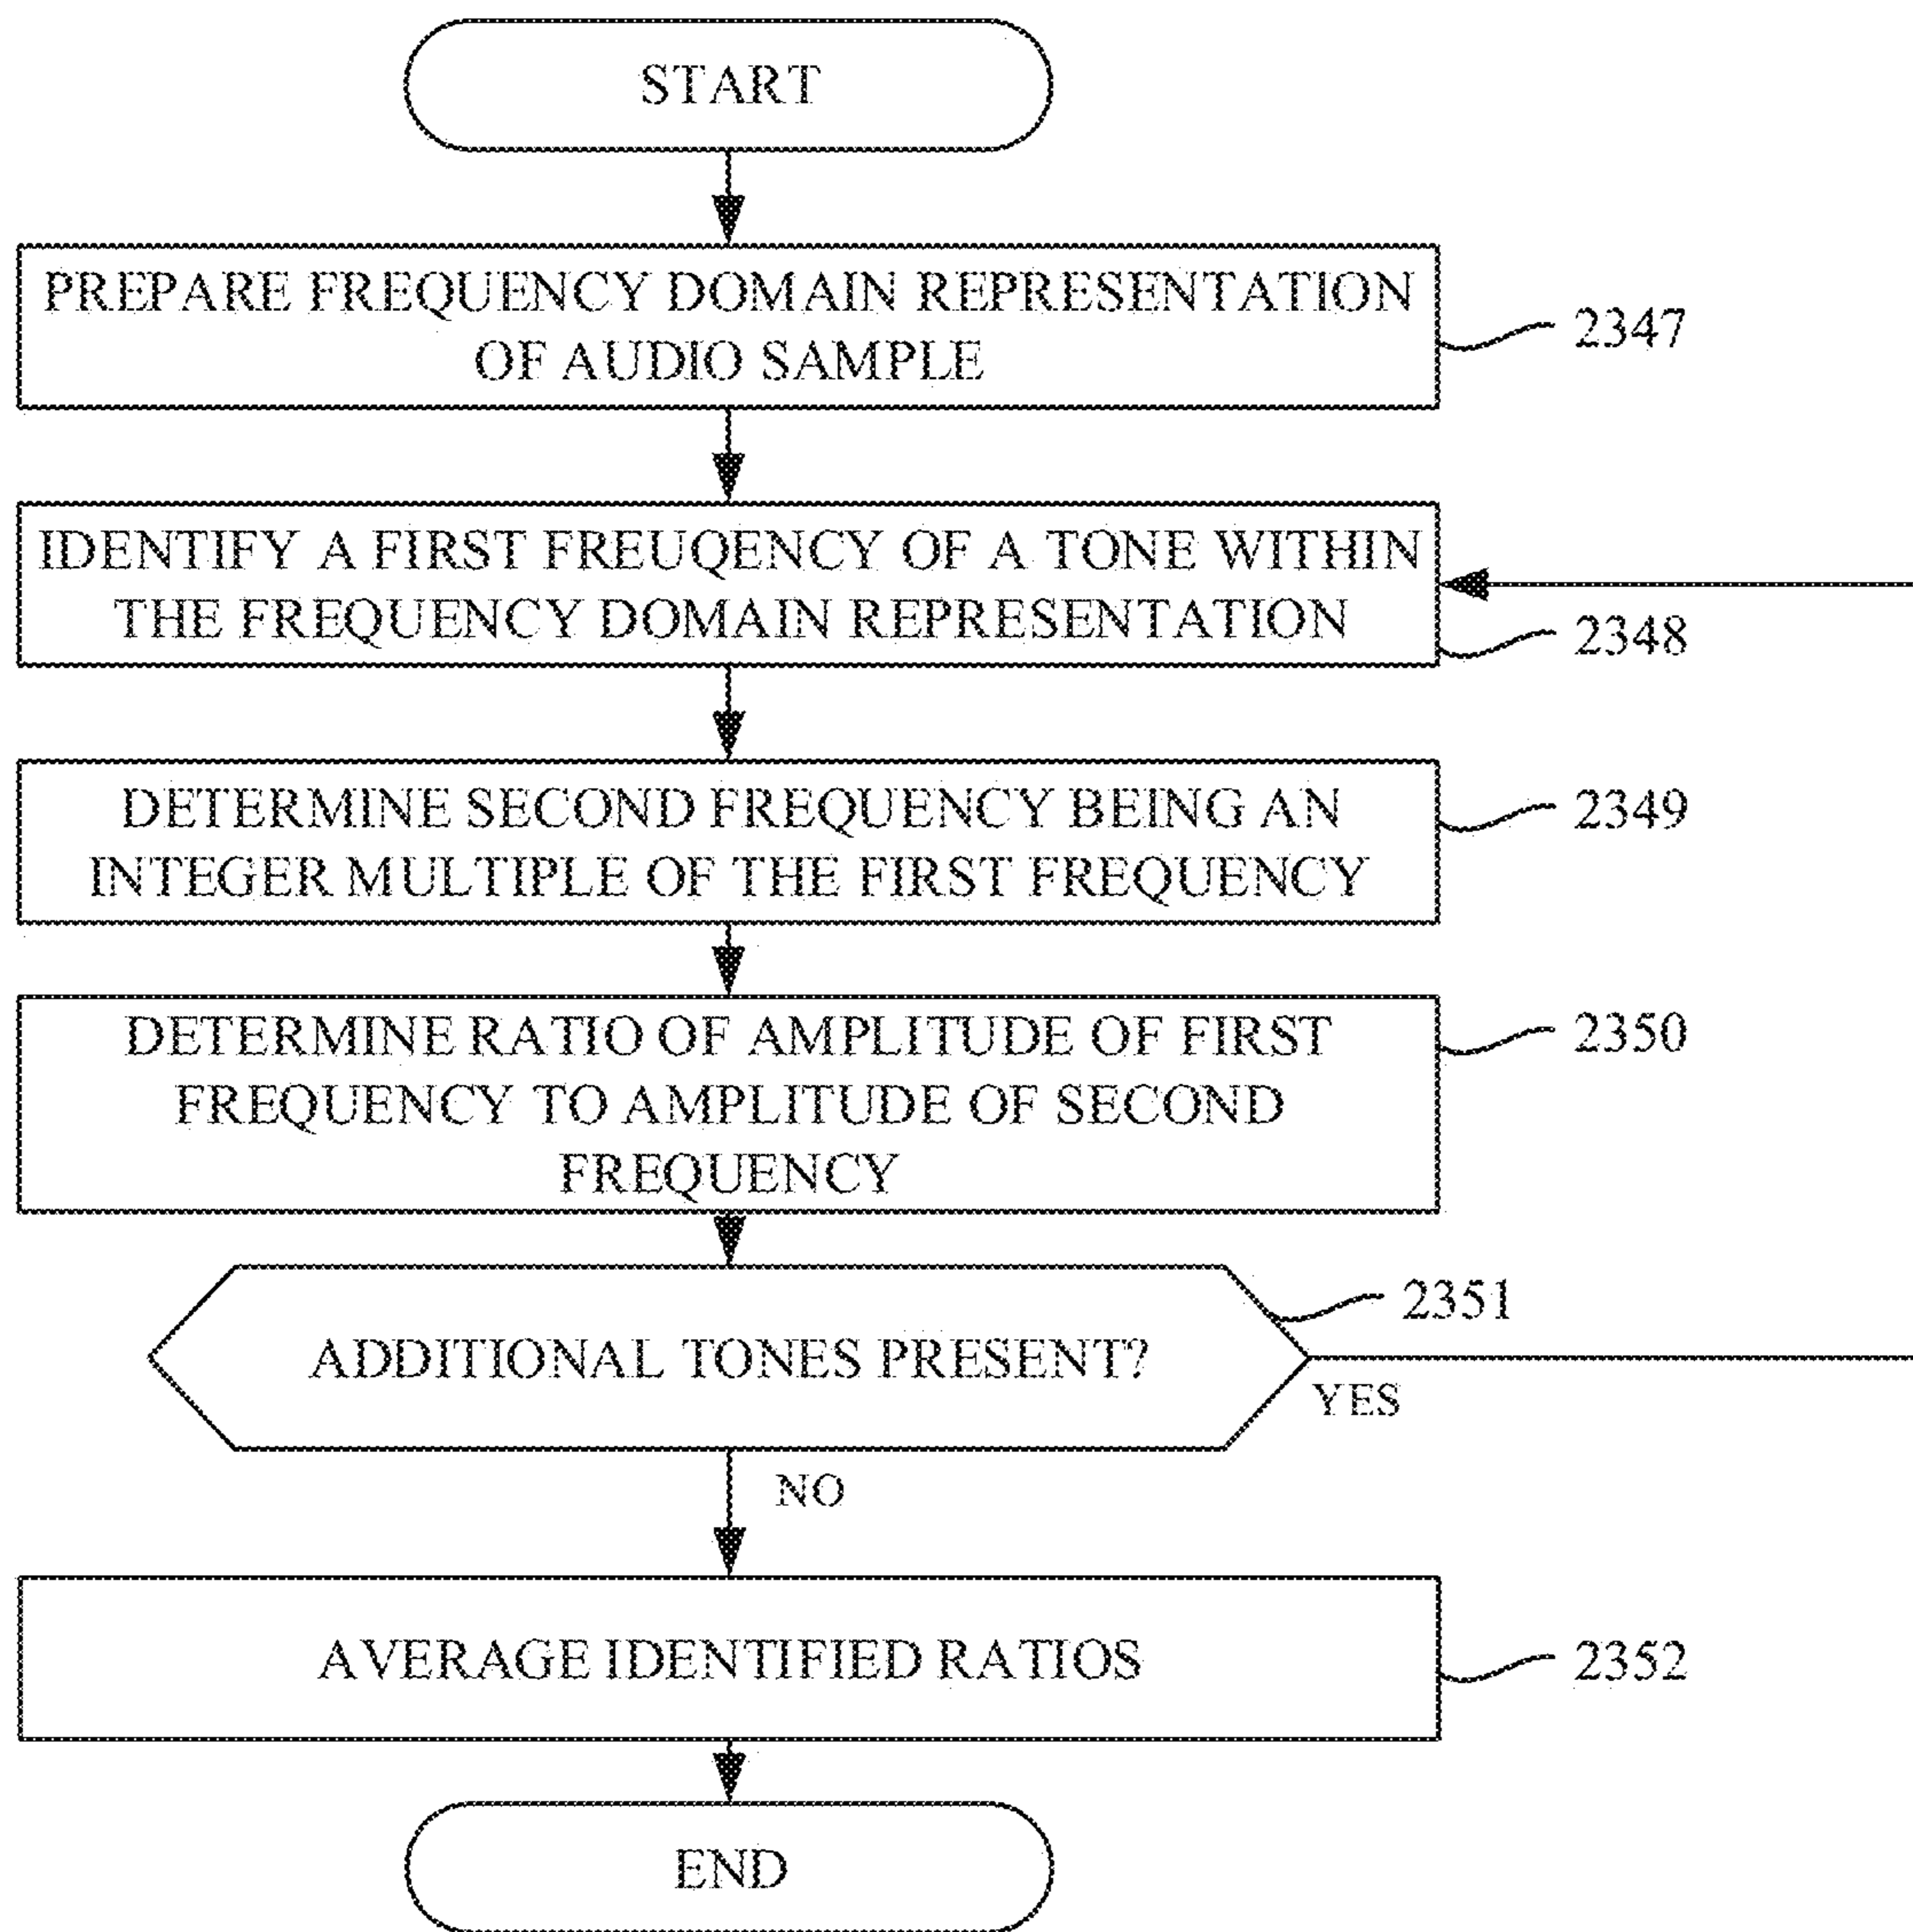 START
PREPARE FREQUENCY DOMAIN REPRESENTATION
OF AUDIO SAMPLE
2347
IDENTIFY A FIRST FREUQENCY OF A TONE WITHIN
THE FREQUENCY DOMAIN REPRESENTATION
2348
DETERMINE SECOND FREQUENCY BEING AN
INTEGER MULTIPLE OF THE FIRST FREQUENCY
2349
DETERMINE RATIO OF AMPLITUDE OF FIRST
FREQUENCY TO AMPLITUDE OF SECOND
FREQUENCY
2350
ADDITIONAL TONES PRESENT?
2351
YES
NO
AVERAGE IDENTIFIED RATIOS
2352
END